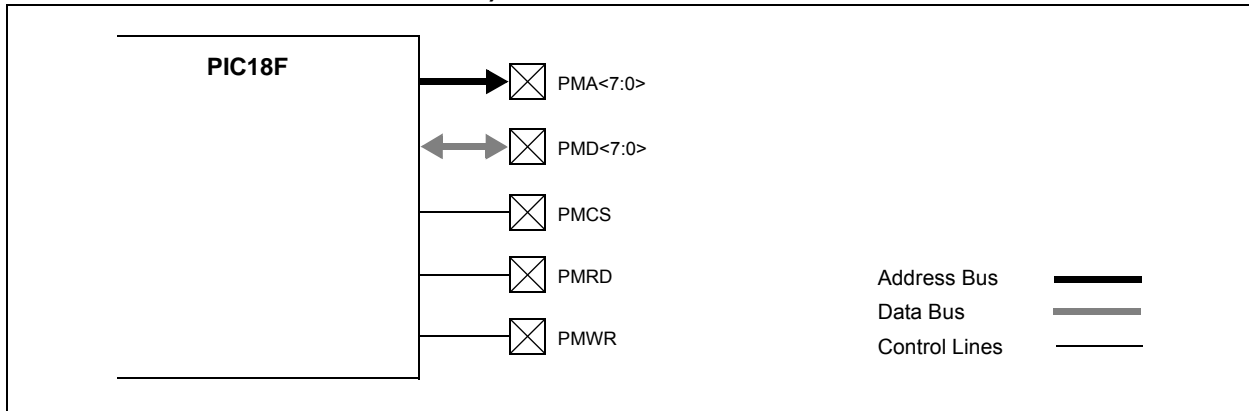 PIC18F
PMA<7:0>
PMD<7:0>
PMCS
PMRD
PMWR
Address Bus
Data Bus
Control Lines